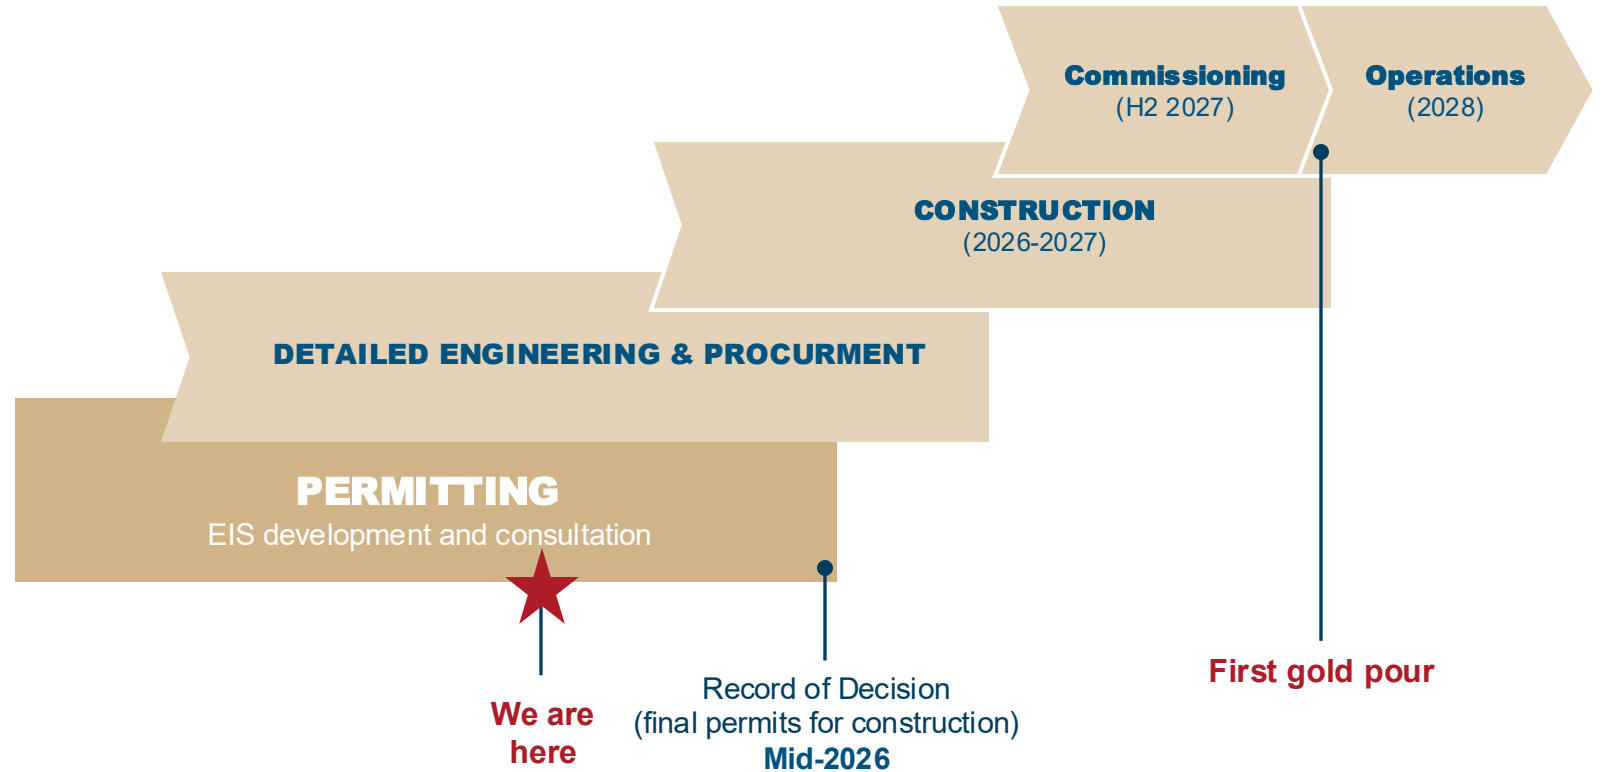 Commissioning
(H2 2027)
Operations
(2028)
CONSTRUCTION
(2026-2027)
DETAILED ENGINEERING & PROCURMENT
PERMITTING
EIS development and consultation
We are
here
Record of Decision
(final permits for construction)
Mid-2026
First gold pour